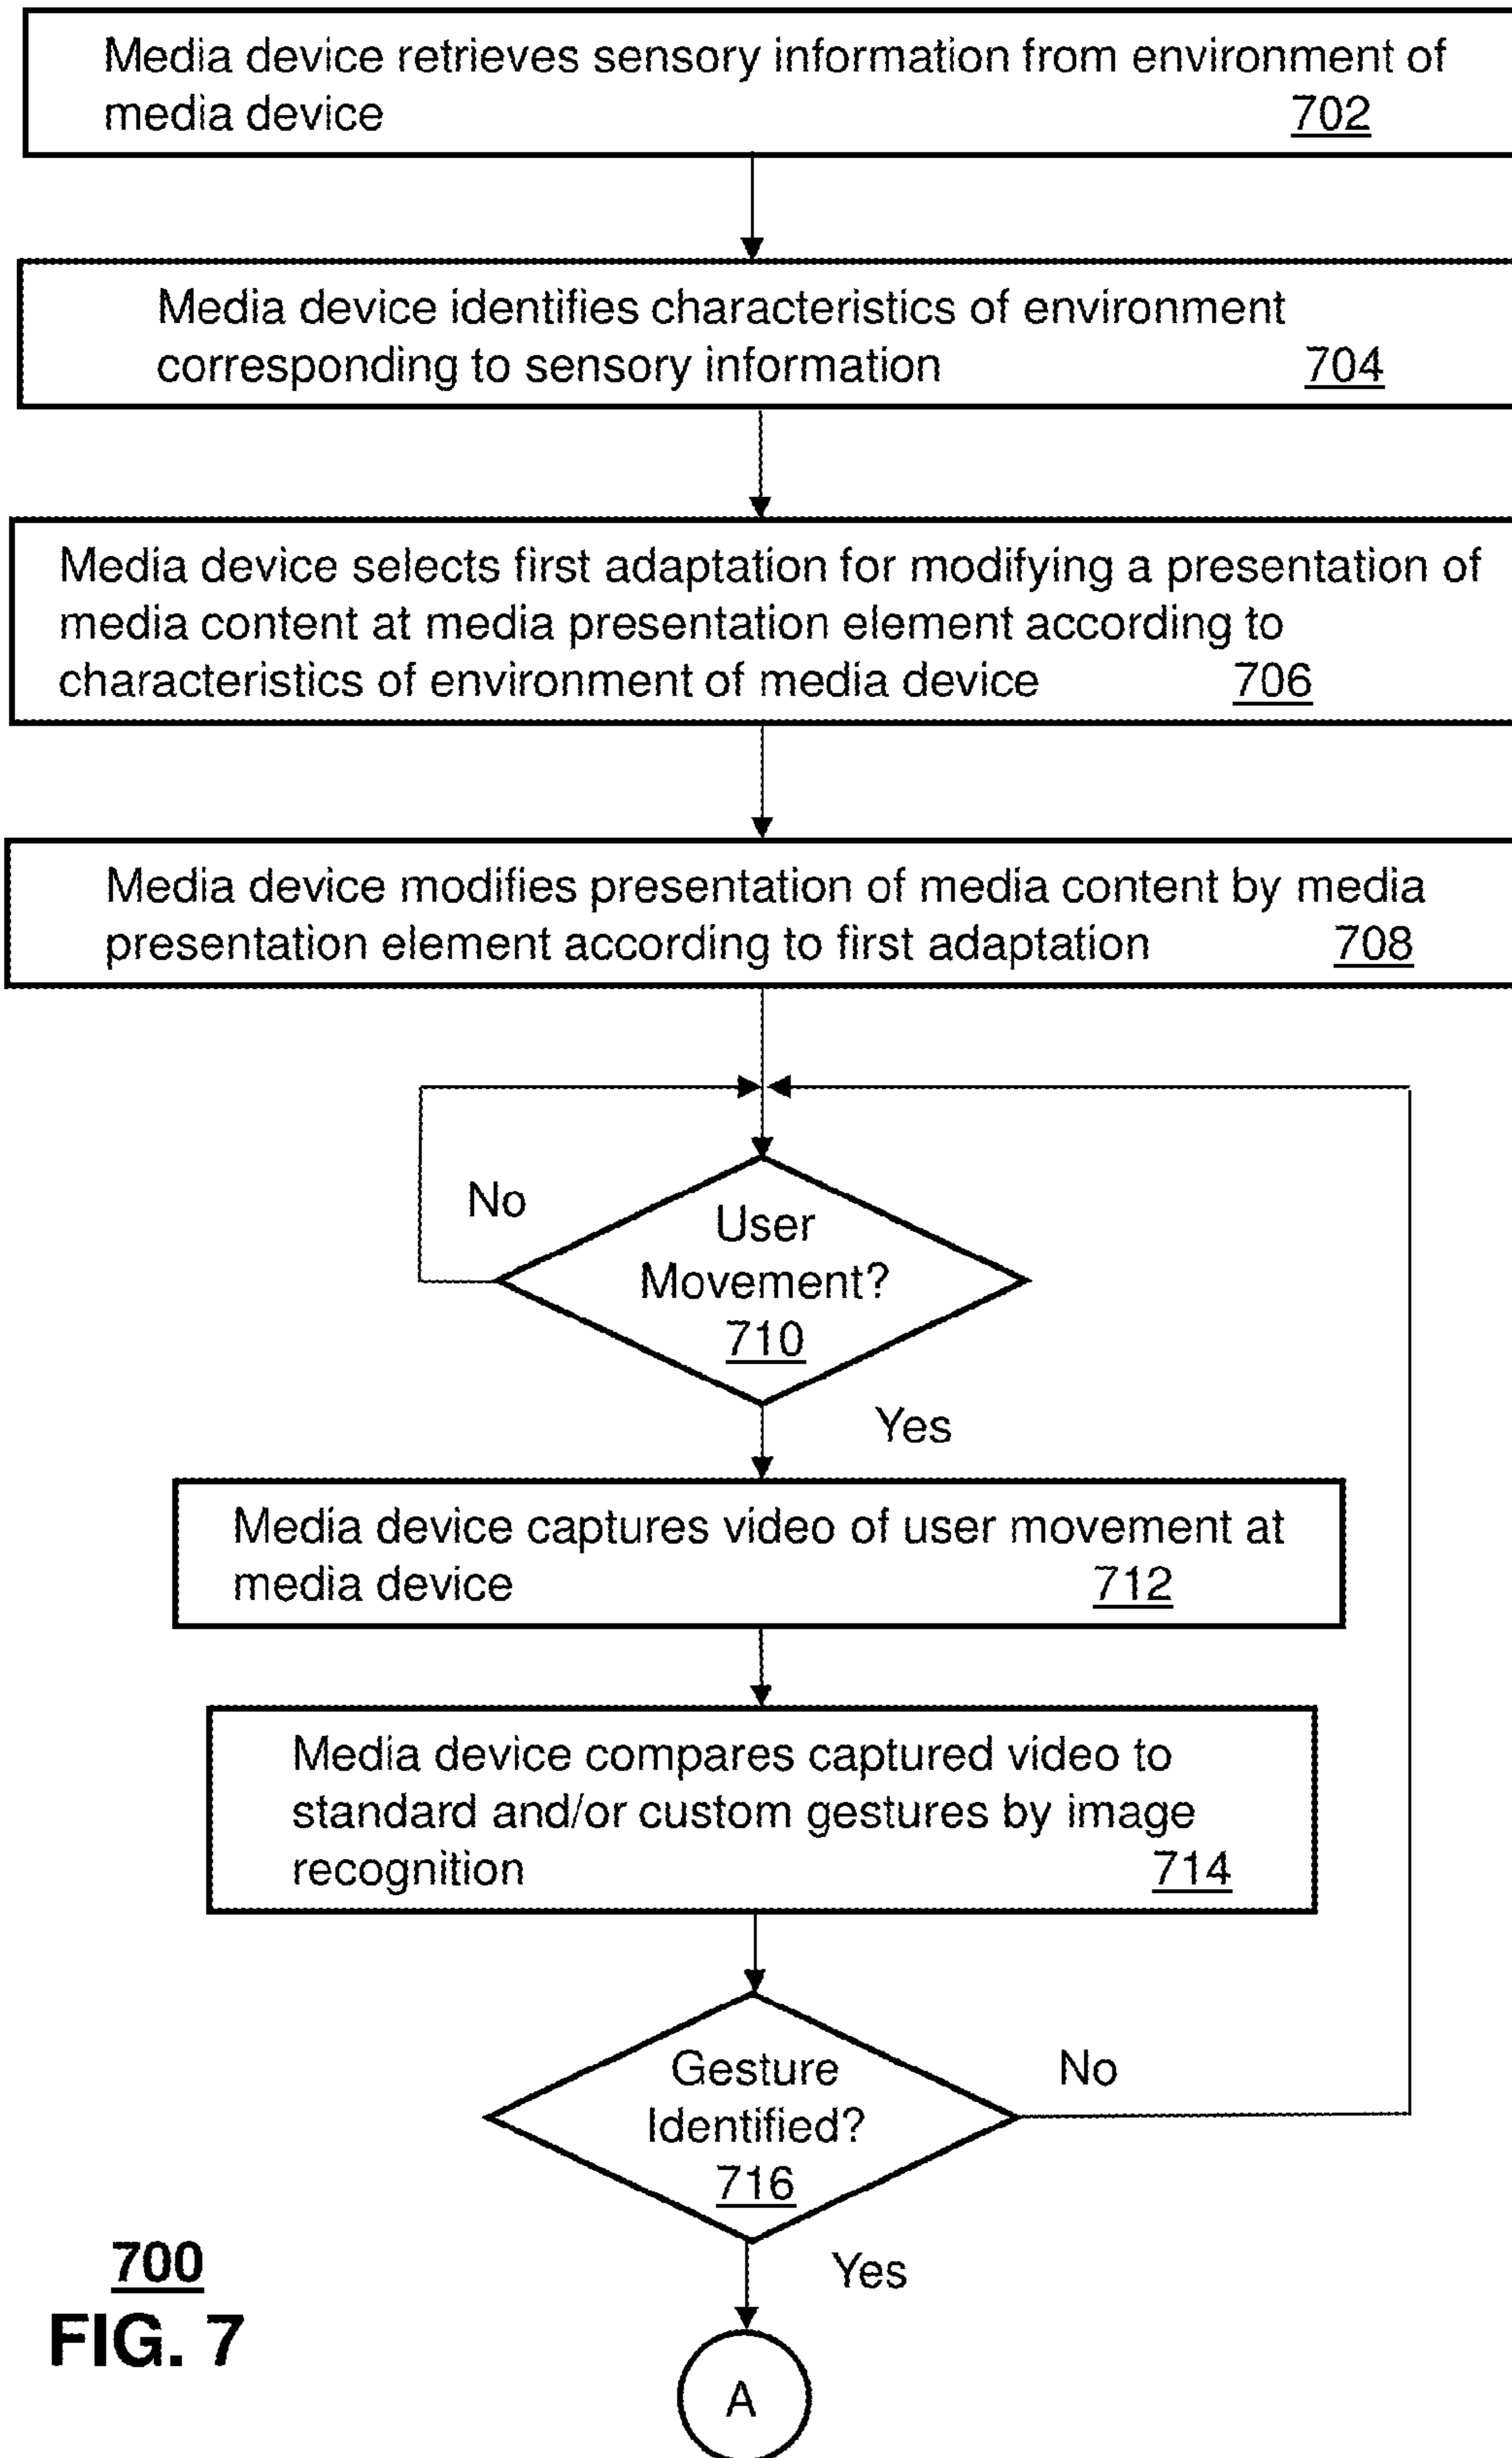 Media device retrieves sensory information from environment of
media device 702
Media device identifies characteristics of environment
corresponding to sensory information 704
Media device selects first adaptation for modifying a presentation of
media content at media presentation element according to
characteristics of environment of media device 706
Media device modifies presentation of media content by media
presentation element according to first adaptation 708
No
User
Movement?
710
Yes
Media device captures video of user movement at
media device 712
Media device compares captured video to
standard and/or custom gestures by image
recognition 714
Gesture
Identified?
716
No
Yes
700
FIG. 7
A